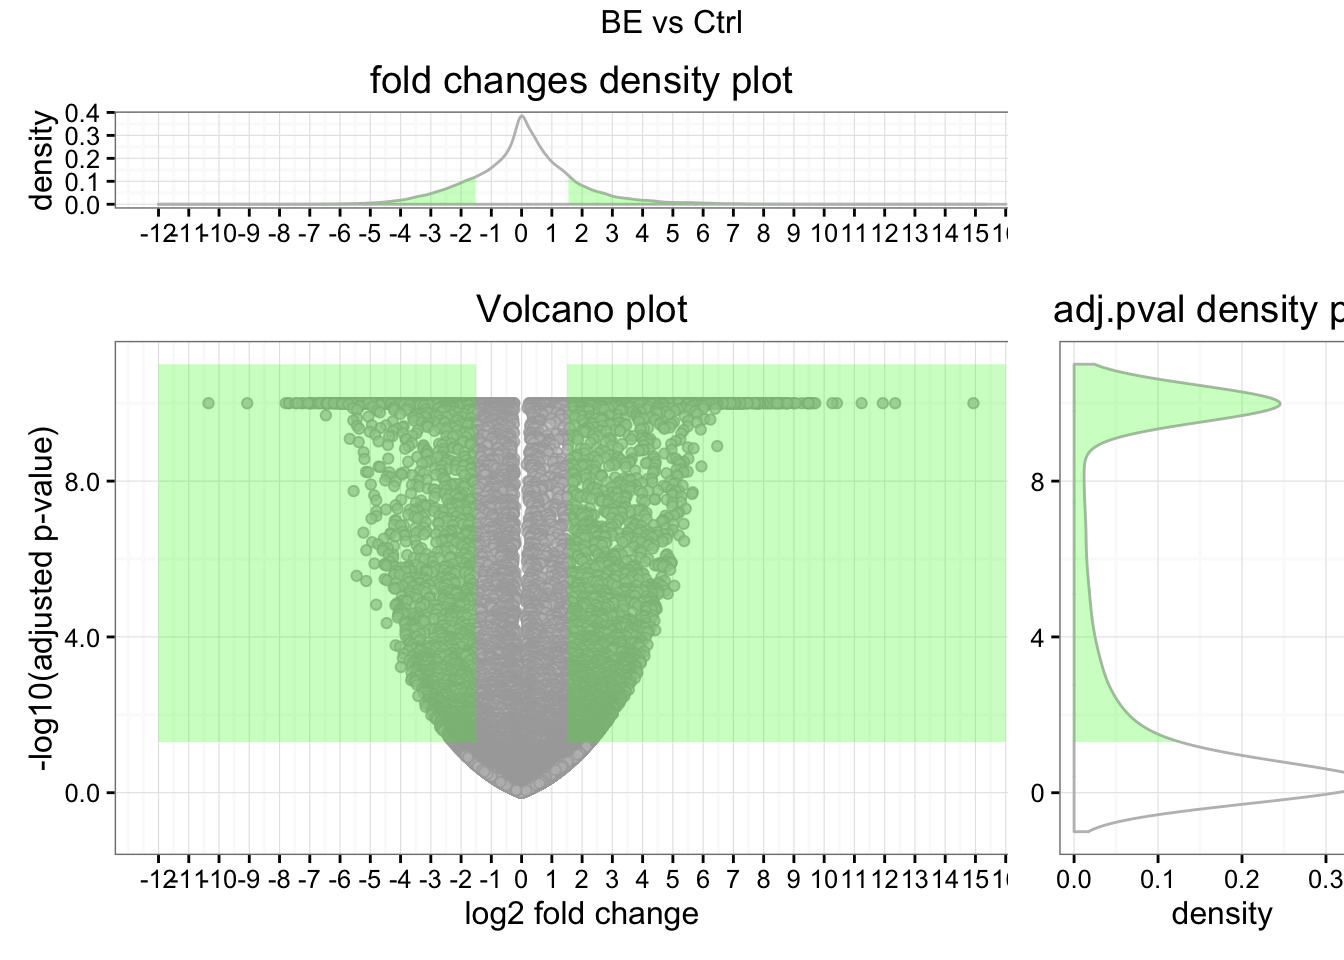 BE vs Ctrl
fold changes density plot
density
0.4
0.3
0.2
0.1
0.0
-12 -11 -10 -9 -8 -7 -6 -5 -4 -3 -2 -1 0 1 2 3 4 5 6 7 8 9 10 11 12 13 14 15
Volcano plot
-log10(adjusted p-value)
8.0
4.0
0.0
-12 -11 -10 -9 -8 -7 -6 -5 -4 -3 -2 -1 0 1 2 3 4 5 6 7 8 9 10 11 12 13 14 15
log2 fold change
adj.pval density p
8
4
0
0.0 0.1 0.2 0.3
density